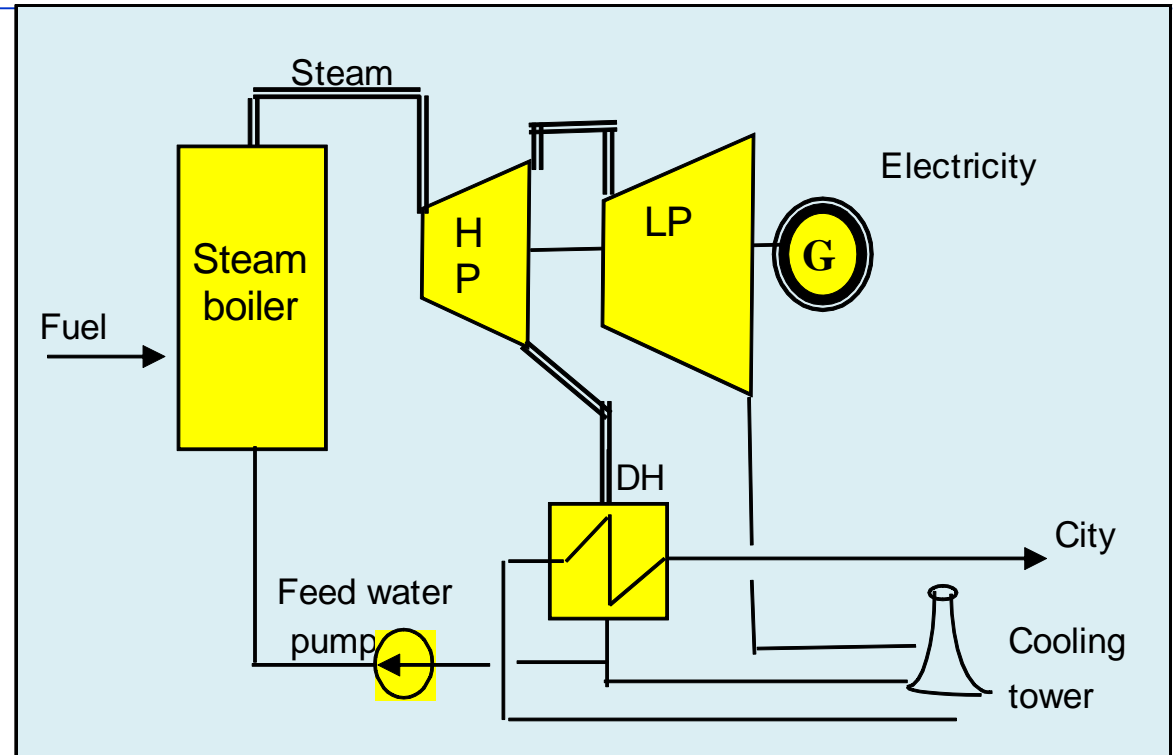 Steam
Electricity
H
P
LP
G
Steam
boiler
Fuel
DH
City
Feed water
pump
Cooling
tower